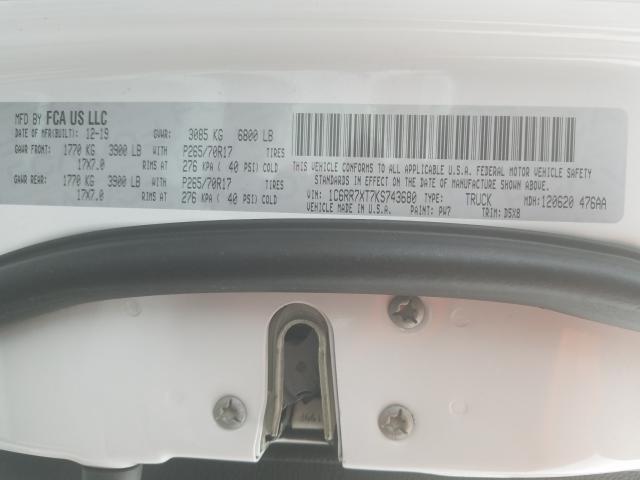 MFD BY FCA US LLC
DATE OF MFR(BUILT): 12-19 GVWR: 3085 KG 6800 LB
GAWR FRONT: 1770 KG 3900 LB WITH P265/70R17 TIRES
17X7.0 RIMS AT 276 KPA ( 40 PSI) COLD
GAWR REAR: 1770 KG 3900 LB WITH P265/70R17 TIRES
17X7.0 RIMS AT 276 KPA ( 40 PSI) COLD
THIS VEHICLE CONFORMS TO ALL APPLICABLE U.S.A. FEDERAL MOTOR VEHICLE SAFETY
STANDARDS IN EFFECT ON THE DATE OF MANUFACTURE SHOWN ABOVE.
VIN: 1C6RR7XT7KS743680 TYPE: TRUCK MDH:120620 476AA
VEHICLE MADE IN U.S.A. PAINT: PW7 TRIM: D5X8